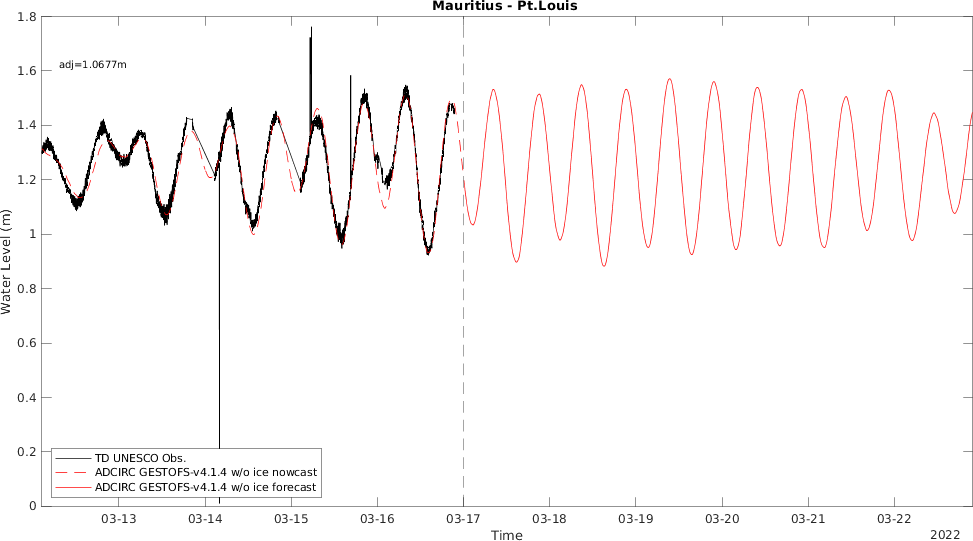 Mauritius - Pt.Louis
1.8
1.6
1.4
1.2
1
0.8
0.6
0.4
0.2
0
Water Level (m)
adj=1.0677m
TD UNESCO Obs.
ADCIRC GESTOFS-v4.1.4 w/o ice nowcast
ADCIRC GESTOFS-v4.1.4 w/o ice forecast
03-13 03-14 03-15 03-16 03-17 03-18 03-19 03-20 03-21 03-22
Time
2022